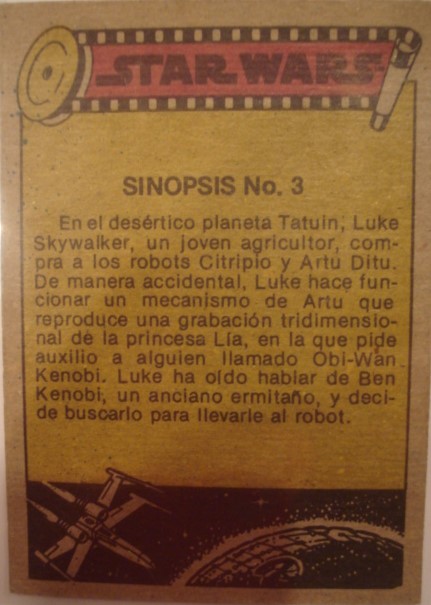 STAR WARS
SINOPSIS No. 3
En el desértico planeta Tatuin, Luke
Skywalker, un joven agricultor, com-
pra a los robots Citripio y Artú Ditu.
De manera accidental, Luke hace fun-
cionar un mecanismo de Artu que
reproduce una grabación tridimensio-
nal de la princesa Lía, en la que pide
auxilio a alguien llamado Obi-Wan
Kenobi. Luke ha oído hablar de Ben
Kenobi, un anciano ermitaño, y deci-
de buscarlo para llevarle al robot.